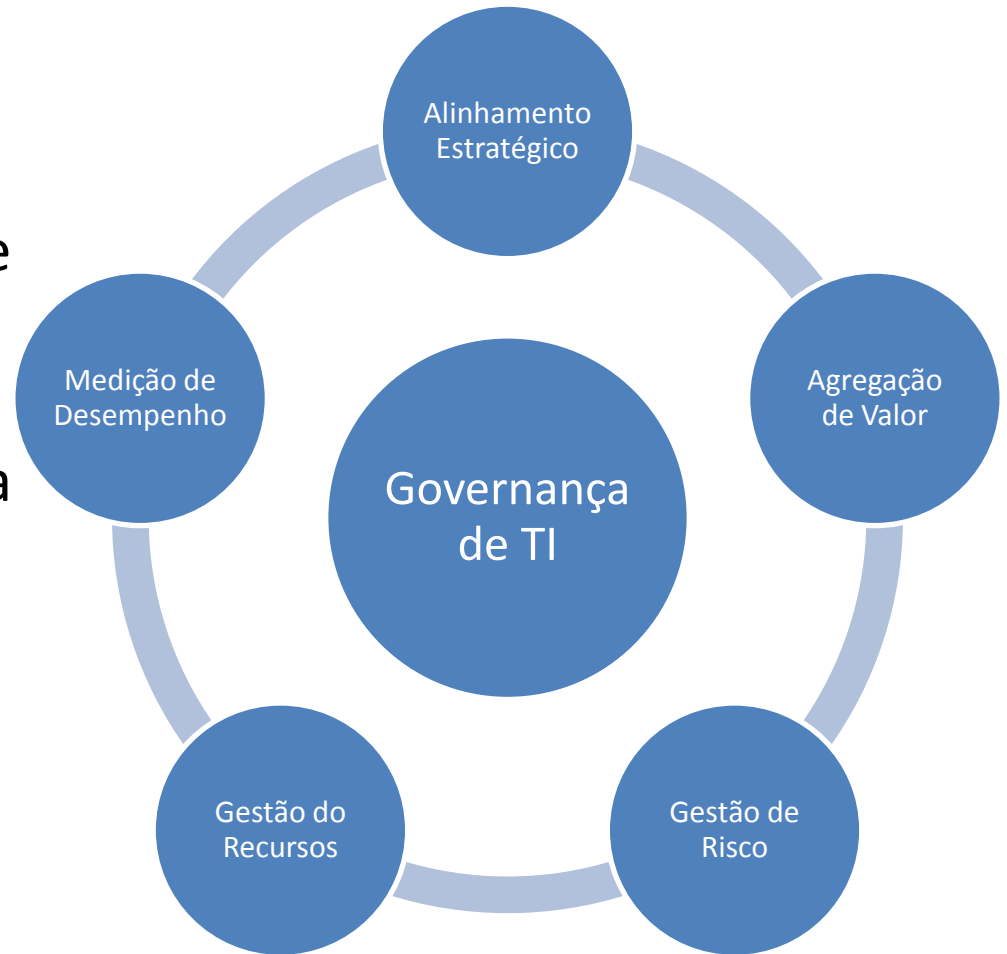 Alinhamento
Estratégico
e
Medição de
Desempenho
Agregação
de Valor
a
Governança
de TI
Gestão do
Recursos
Gestão de
Risco